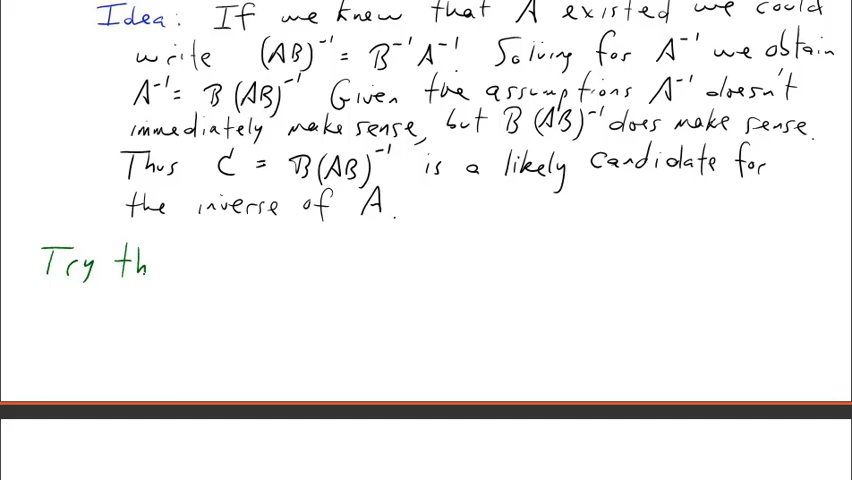 Idea: If we knew that A existed we could
write (AB)⁻¹ = B⁻¹A⁻¹. Solving for A⁻¹ we obtain
A⁻¹ = B(AB)⁻¹ Given the assumptions A⁻¹ doesn't
immediately make sense, but B(AB)⁻¹ does make sense.
Thus C = B(AB)⁻¹ is a likely candidate for
the inverse of A.
Try th